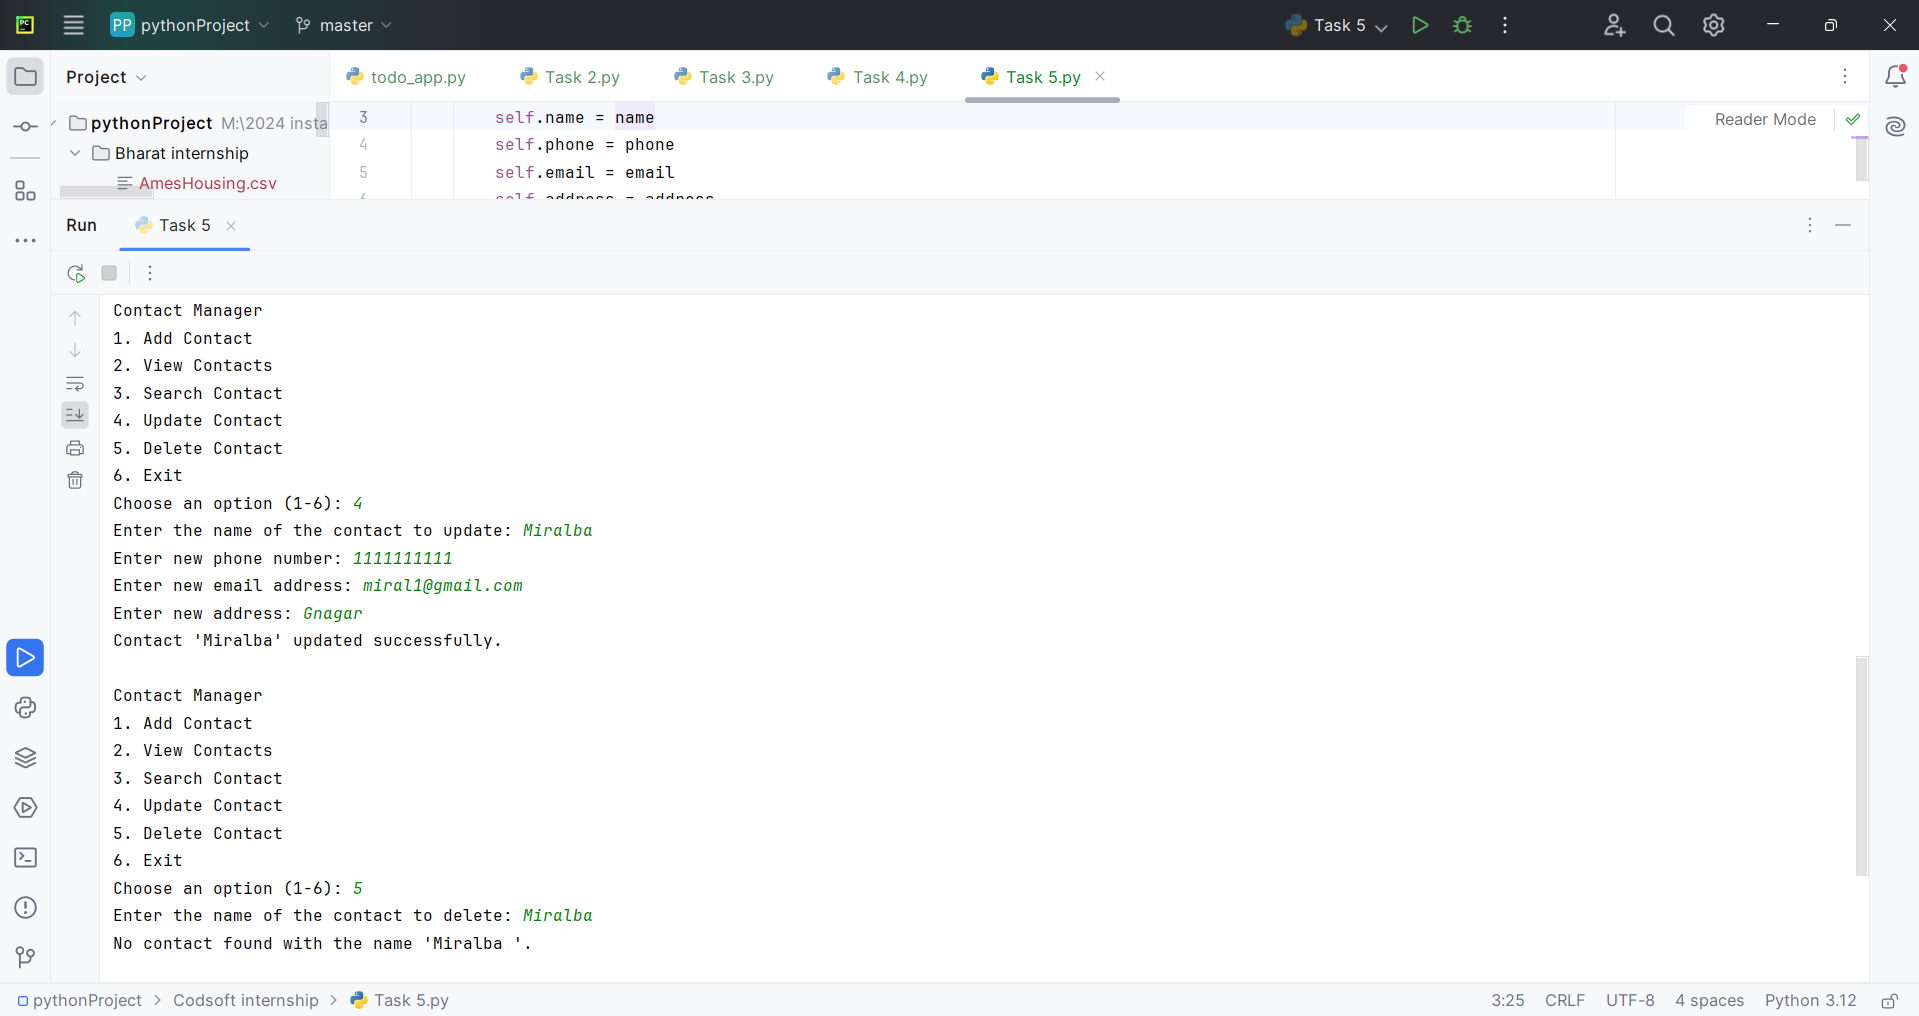 PC
PP pythonProject
master
Task 5
Project
todo_app.py
Task 2.py
Task 3.py
Task 4.py
Task 5.py
pythonProject M:\2024 insta
Bharat internship
AmesHousing.csv
3 self.name = name
4 self.phone = phone
5 self.email = email
6 self.address = address
Reader Mode
Run
Task 5
Contact Manager
1. Add Contact
2. View Contacts
3. Search Contact
4. Update Contact
5. Delete Contact
6. Exit
Choose an option (1-6): 4
Enter the name of the contact to update: Miralba
Enter new phone number: 1111111111
Enter new email address: miral1@gmail.com
Enter new address: Gnagar
Contact 'Miralba' updated successfully.
Contact Manager
1. Add Contact
2. View Contacts
3. Search Contact
4. Update Contact
5. Delete Contact
6. Exit
Choose an option (1-6): 5
Enter the name of the contact to delete: Miralba
No contact found with the name 'Miralba '.
pythonProject > Codsoft internship > Task 5.py
3:25 CRLF UTF-8 4 spaces Python 3.12